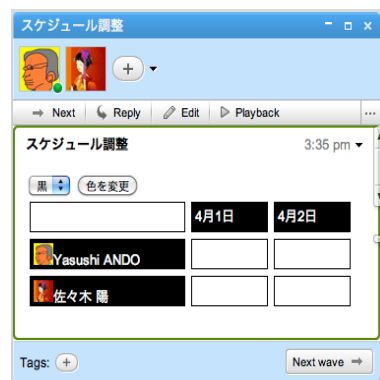 スケジュール調整
Next Reply Edit Playback
スケジュール調整 3:35 pm
黒 色を変更
4月1日 4月2日
Yasushi ANDO
佐々木 陽
Tags: Next wave